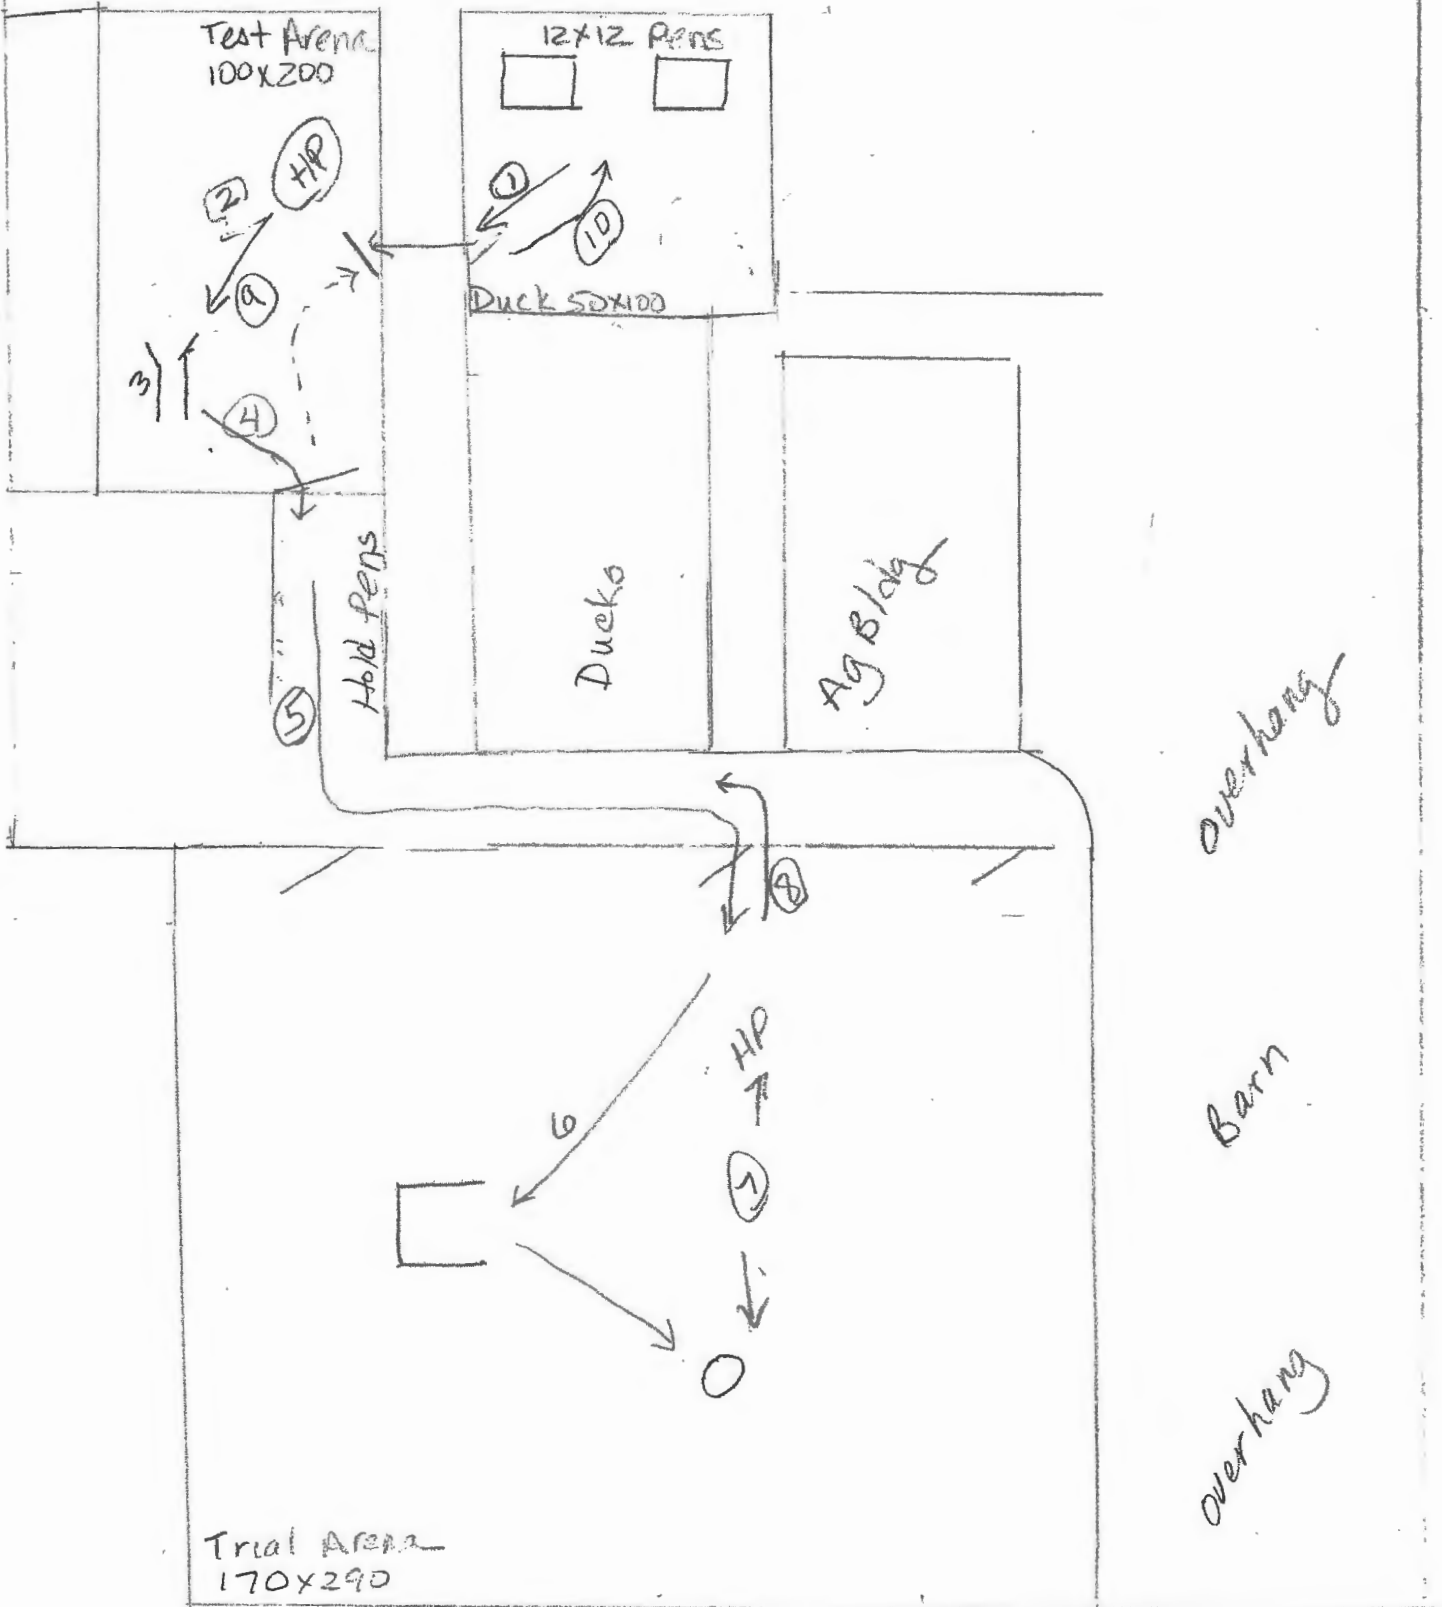 Test Arena
100x200
12x12 Pens
HP
2
1
10
9
Duck 50x100
3
4
Hold Pens
Ducks
Ag Bldg
5
overhang
8
HP
6
7
Barn
overhang
Trial Arena
170x290